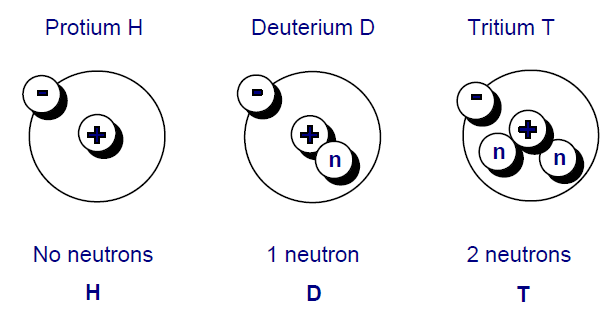 Protium H
Deuterium D
Tritium T
-
+
-
+
n
-
+
n
n
No neutrons
1 neutron
2 neutrons
H
D
T